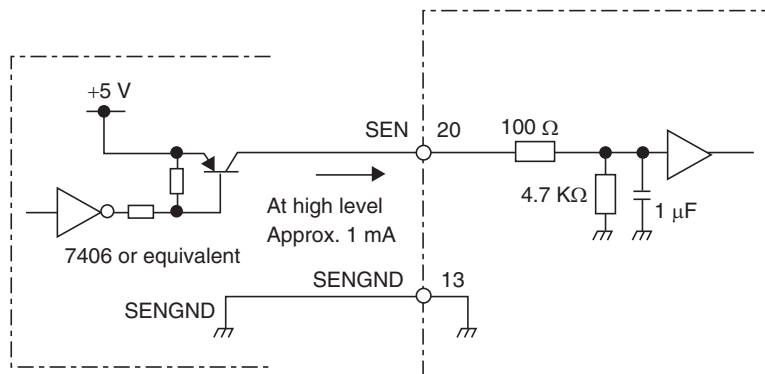 +5 V
SEN
20
100 Ω
4.7 KΩ
1 μF
At high level
Approx. 1 mA
7406 or equivalent
SENGND
13
SENGND